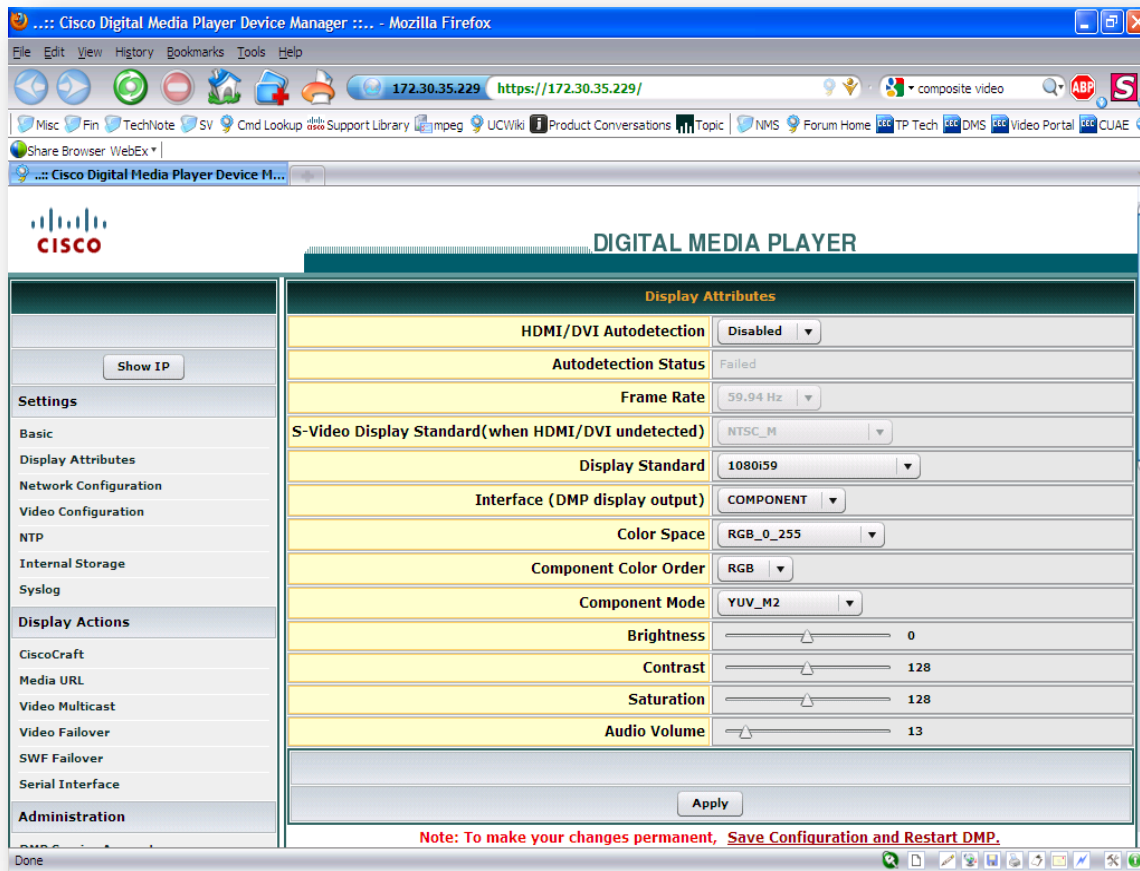 ..:: Cisco Digital Media Player Device Manager ::.. - Mozilla Firefox
File Edit View History Bookmarks Tools Help
172.30.35.229 https://172.30.35.229/ composite video ABP S
Misc Fin TechNote SV Cmd Lookup Support Library mpeg UCWiki Product Conversations Topic NMS Forum Home TP Tech DMS Video Portal CUAE
Share Browser WebEx
..:: Cisco Digital Media Player Device M...
CISCO
DIGITAL MEDIA PLAYER
Show IP
Settings
Basic
Display Attributes
Network Configuration
Video Configuration
NTP
Internal Storage
Syslog
Display Actions
CiscoCraft
Media URL
Video Multicast
Video Failover
SWF Failover
Serial Interface
Administration
Display Attributes
HDMI/DVI Autodetection Disabled
Autodetection Status Failed
Frame Rate 59.94 Hz
S-Video Display Standard(when HDMI/DVI undetected) NTSC_M
Display Standard 1080i59
Interface (DMP display output) COMPONENT
Color Space RGB_0_255
Component Color Order RGB
Component Mode YUV_M2
Brightness 0
Contrast 128
Saturation 128
Audio Volume 13
Apply
Note: To make your changes permanent, Save Configuration and Restart DMP.
Done